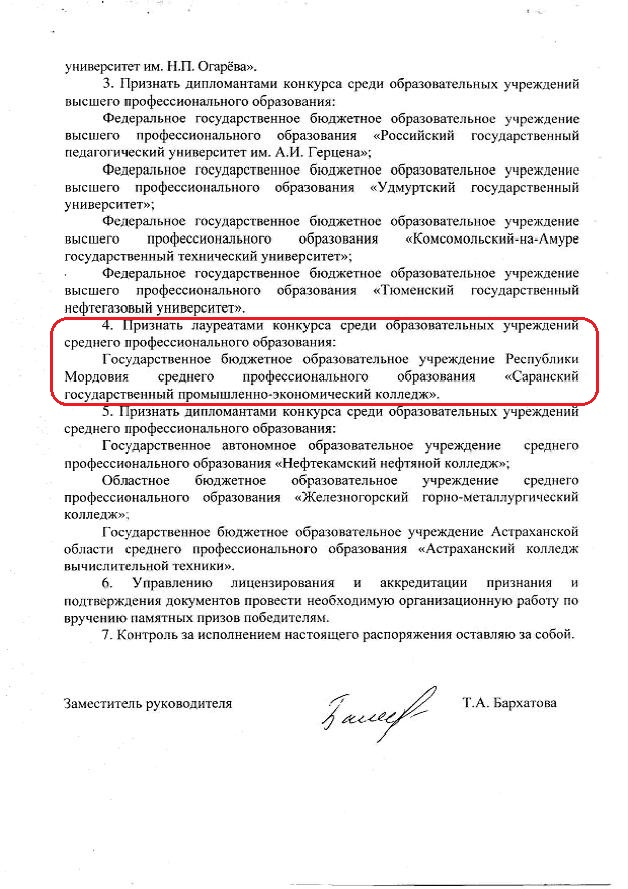 университет им. Н.П. Огарёва».
3. Признать дипломантами конкурса среди образовательных учреждений
высшего профессионального образования:
Федеральное государственное бюджетное образовательное учреждение
высшего профессионального образования «Российский государственный
педагогический университет им. А.И. Герцена»;
Федеральное государственное бюджетное образовательное учреждение
высшего профессионального образования «Удмуртский государственный
университет»;
Федеральное государственное бюджетное образовательное учреждение
высшего профессионального образования «Комсомольский-на-Амуре
государственный технический университет»;
Федеральное государственное бюджетное образовательное учреждение
высшего профессионального образования «Тюменский государственный
нефтегазовый университет».
4. Признать лауреатами конкурса среди образовательных учреждений
среднего профессионального образования:
Государственное бюджетное образовательное учреждение Республики
Мордовия среднего профессионального образования «Саранский
государственный промышленно-экономический колледж».
5. Признать дипломантами конкурса среди образовательных учреждений
среднего профессионального образования:
Государственное автономное образовательное учреждение среднего
профессионального образования «Нефтекамский нефтяной колледж»;
Областное бюджетное образовательное учреждение среднего
профессионального образования «Железногорский горно-металлургический
колледж»;
Государственное бюджетное образовательное учреждение Астраханской
области среднего профессионального образования «Астраханский колледж
вычислительной техники».
6. Управлению лицензирования и аккредитации признания и
подтверждения документов провести необходимую организационную работу по
вручению памятных призов победителям.
7. Контроль за исполнением настоящего распоряжения оставляю за собой.
Заместитель руководителя
Т.А. Бархатова